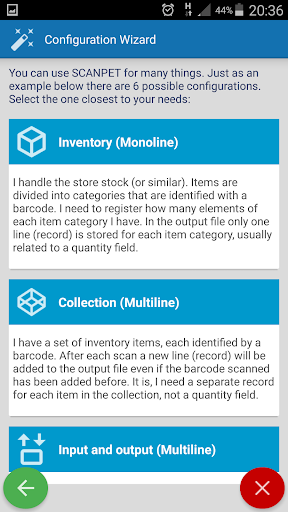 44% 20:36
Configuration Wizard
You can use SCANPET for many things. Just as an
example below there are 6 possible configurations.
Select the one closest to your needs:
Inventory (Monoline)
I handle the store stock (or similar). Items are
divided into categories that are identified with a
barcode. I need to register how many elements of
each item category I have. In the output file only one
line (record) is stored for each item category, usually
related to a quantity field.
Collection (Multiline)
I have a set of inventory items, each identified by a
barcode. After each scan a new line (record) will be
added to the output file even if the barcode scanned
has been added before. It is, I need a separate record
for each item in the collection, not a quantity field.
Input and output (Multiline)